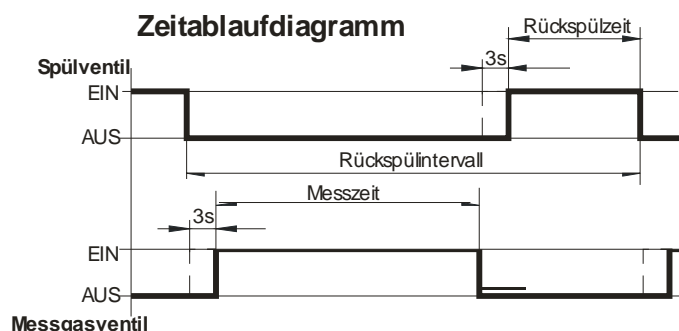 Zeitablaufdiagramm
Rückspülzeit
3s
Spülventil
EIN
AUS
Rückspülintervall
Messzeit
3s
EIN
AUS
Messgasventil